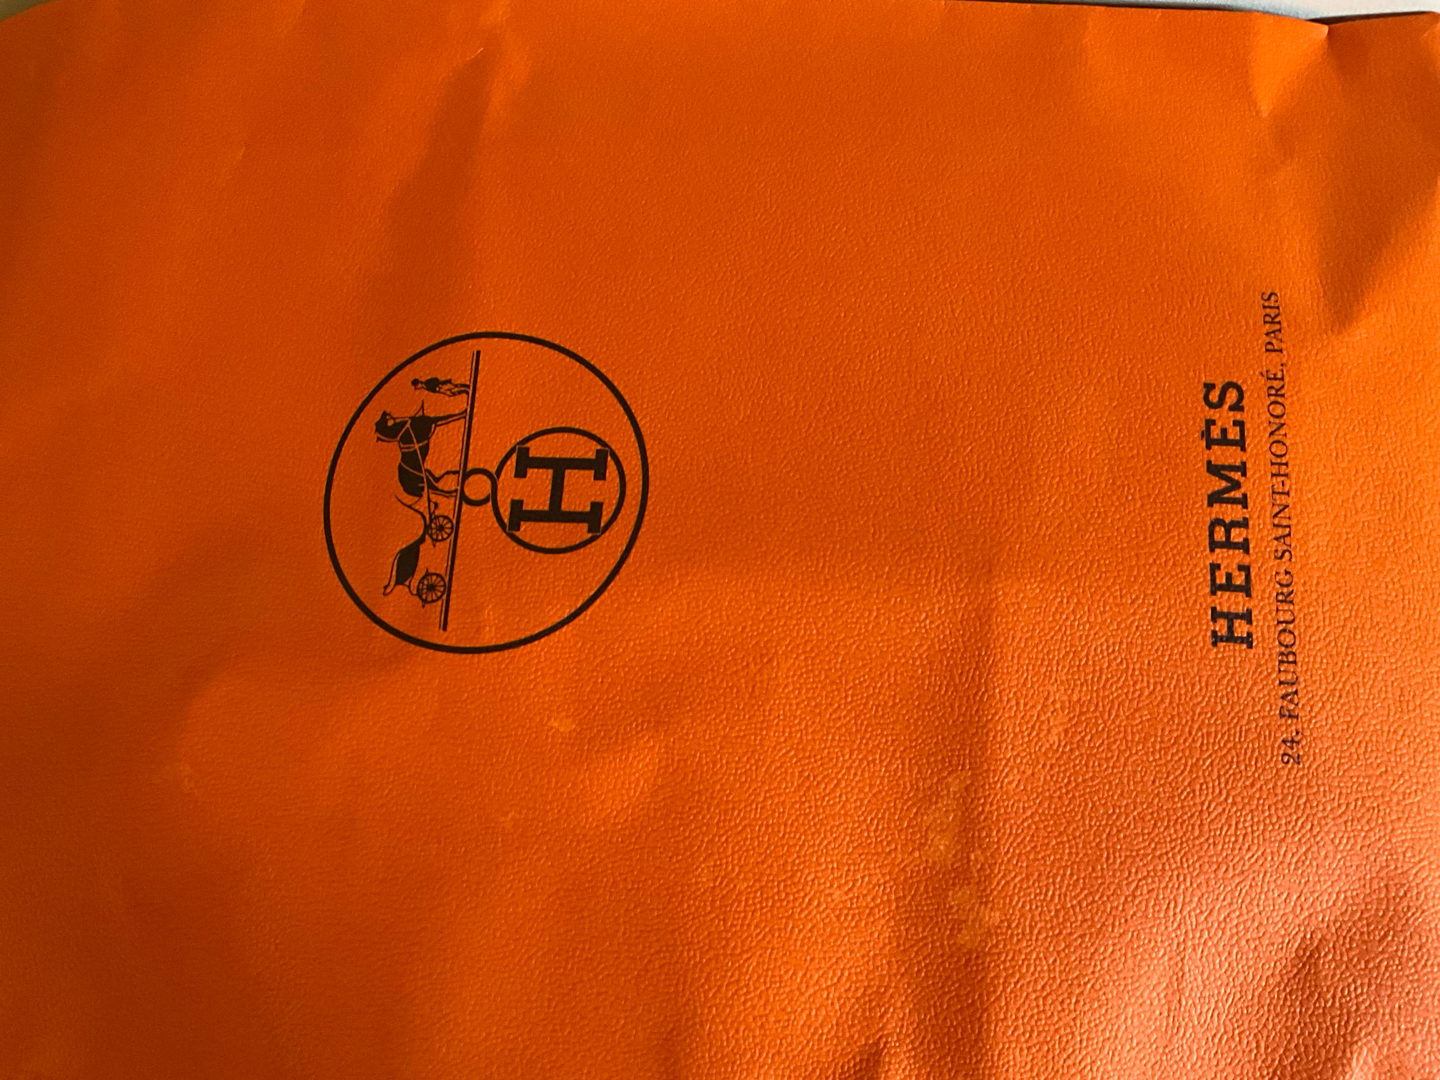 H
HERMÈS
24, FAUBOURG SAINT-HONORÉ, PARIS